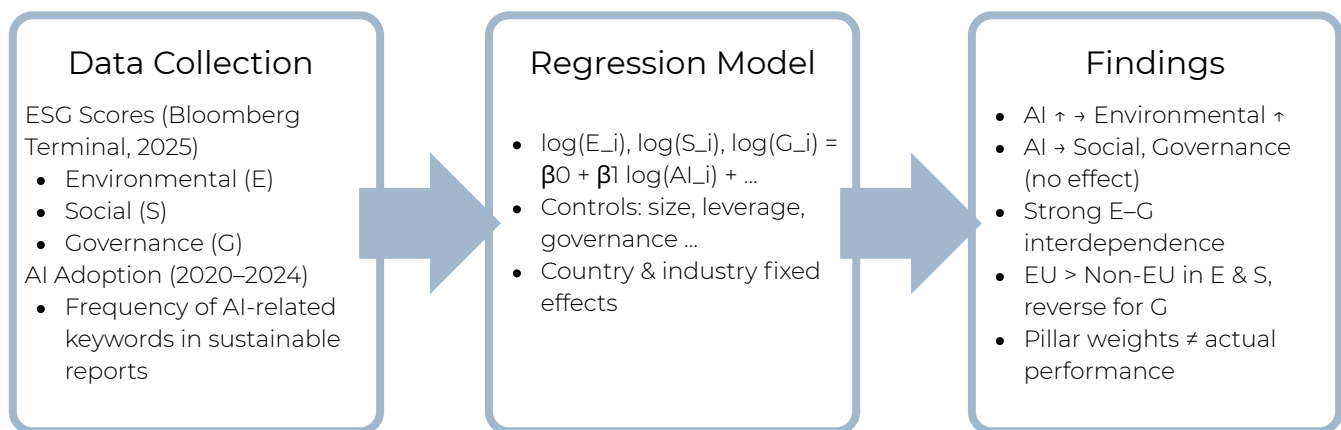 Data Collection
ESG Scores (Bloomberg
Terminal, 2025)
• Environmental (E)
• Social (S)
• Governance (G)
AI Adoption (2020–2024)
• Frequency of AI-related
keywords in sustainable
reports
Regression Model
• log(E_i), log(S_i), log(G_i) =
β0 + β1 log(AI_i) + ...
• Controls: size, leverage,
governance ...
• Country & industry fixed
effects
Findings
• AI ↑ → Environmental ↑
• AI → Social, Governance
(no effect)
• Strong E–G
interdependence
• EU > Non-EU in E & S,
reverse for G
• Pillar weights ≠ actual
performance